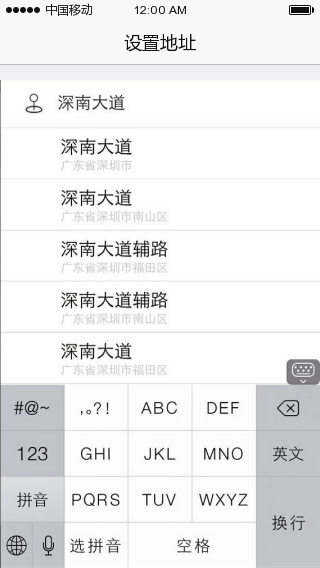 中国移动 12:00 AM
设置地址
深南大道
深南大道
广东省深圳市
深南大道
广东省深圳市南山区
深南大道辅路
广东省深圳市福田区
深南大道辅路
广东省深圳市南山区
深南大道
广东省深圳市福田区
#@~ ,。?! ABC DEF
123 GHI JKL MNO 英文
拼音 PQRS TUV WXYZ
换行
选拼音 空格